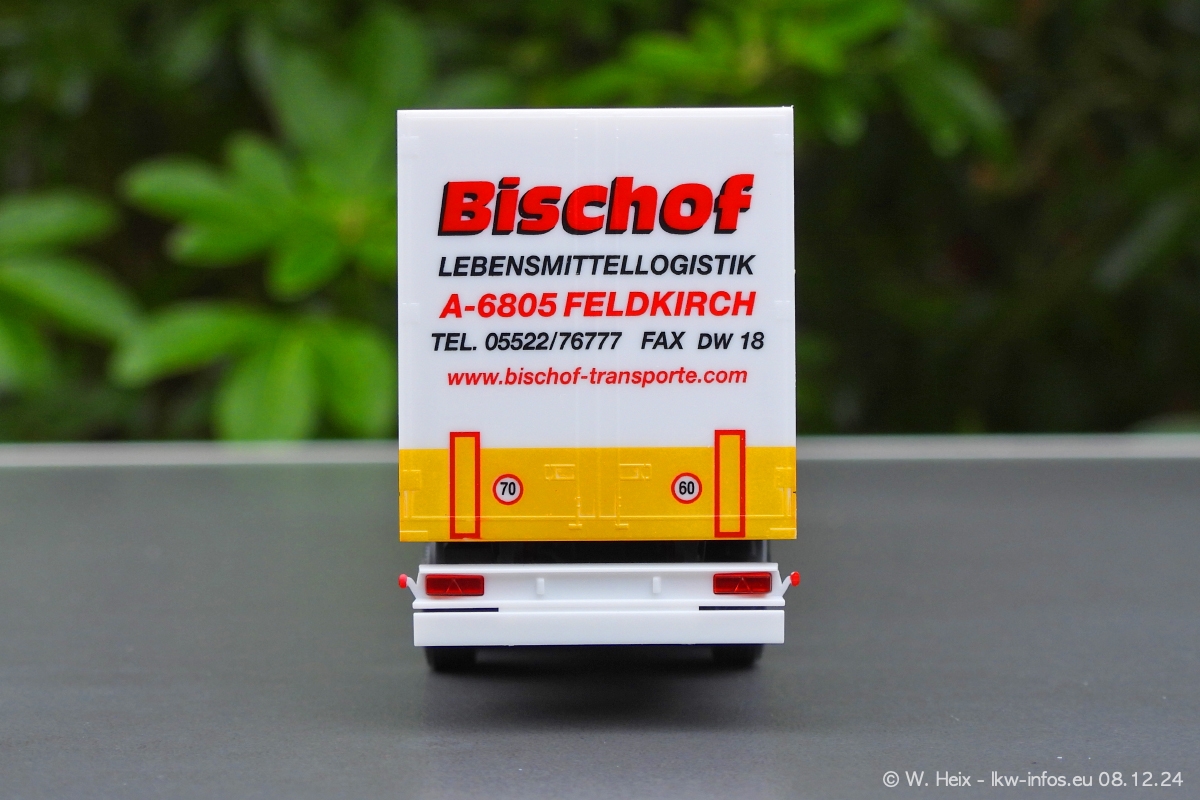 Bischof
LEBENSMITTELLOGISTIK
A-6805 FELDKIRCH
TEL. 05522/76777 FAX DW 18
www.bischof-transporte.com
70 60
© W. Heix - lkw-infos.eu 08.12.24